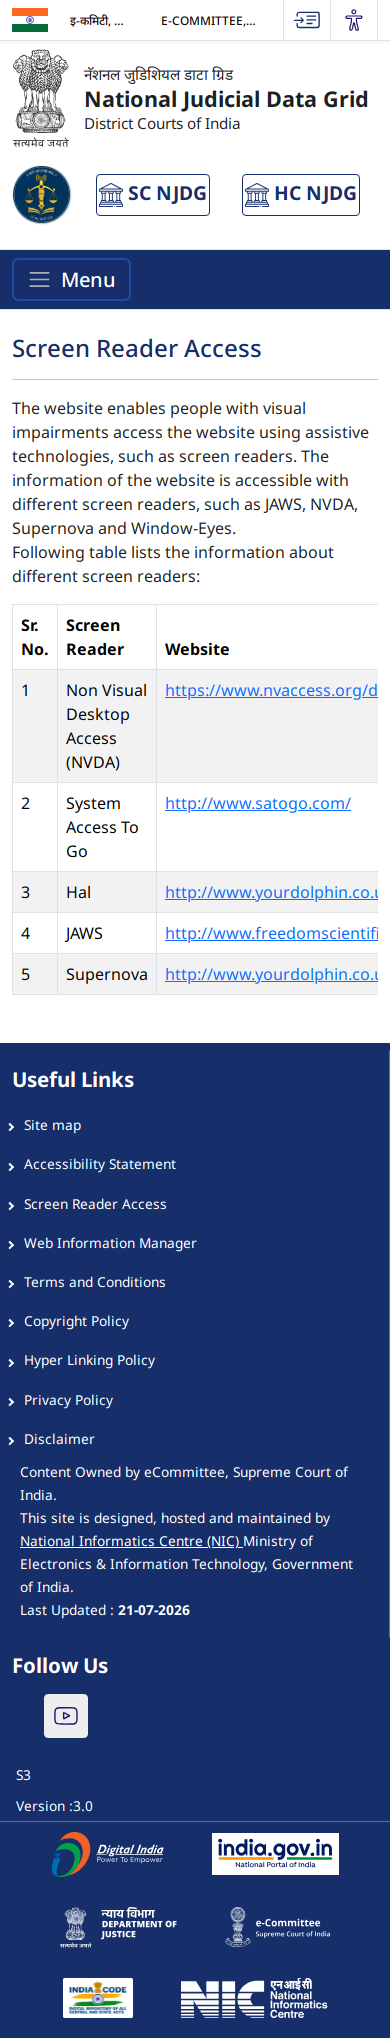 इ-कमिटी, ...
E-COMMITTEE,...
नॅशनल जुडिशियल डाटा ग्रिड
National Judicial Data Grid
District Courts of India
सत्यमेव जयते
SC NJDG
HC NJDG
Menu
Screen Reader Access
The website enables people with visual
impairments access the website using assistive
technologies, such as screen readers. The
information of the website is accessible with
different screen readers, such as JAWS, NVDA,
Supernova and Window-Eyes.
Following table lists the information about
different screen readers:
Sr. No. Screen Reader Website
1 Non Visual Desktop Access (NVDA) https://www.nvaccess.org/d
2 System Access To Go http://www.satogo.com/
3 Hal http://www.yourdolphin.co.u
4 JAWS http://www.freedomscientifi
5 Supernova http://www.yourdolphin.co.u
Useful Links
Site map
Accessibility Statement
Screen Reader Access
Web Information Manager
Terms and Conditions
Copyright Policy
Hyper Linking Policy
Privacy Policy
Disclaimer
Content Owned by eCommittee, Supreme Court of
India.
This site is designed, hosted and maintained by
National Informatics Centre (NIC) Ministry of
Electronics & Information Technology, Government
of India.
Last Updated : 21-07-2026
Follow Us
S3
Version :3.0
Digital India
Power To Empower
india.gov.in
National Portal of India
न्याय विभाग
DEPARTMENT OF
JUSTICE
सत्यमेव जयते
e-Committee
Supreme Court of India
INDIA CODE
DIGITAL REPOSITORY OF ALL
CENTRAL AND STATE ACTS
NIC
एनआईसी
National
Informatics
Centre